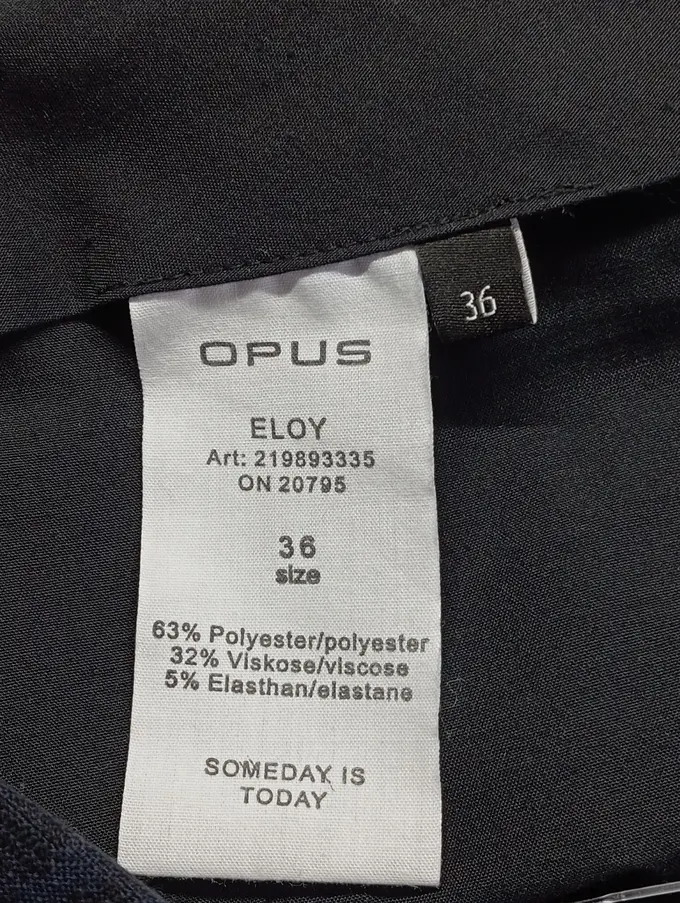 36
OPUS
ELOY
Art: 219893335
ON 20795
36
size
63% Polyester/polyester
32% Viskose/viscose
5% Elasthan/elastane
SOMEDAY IS
TODAY